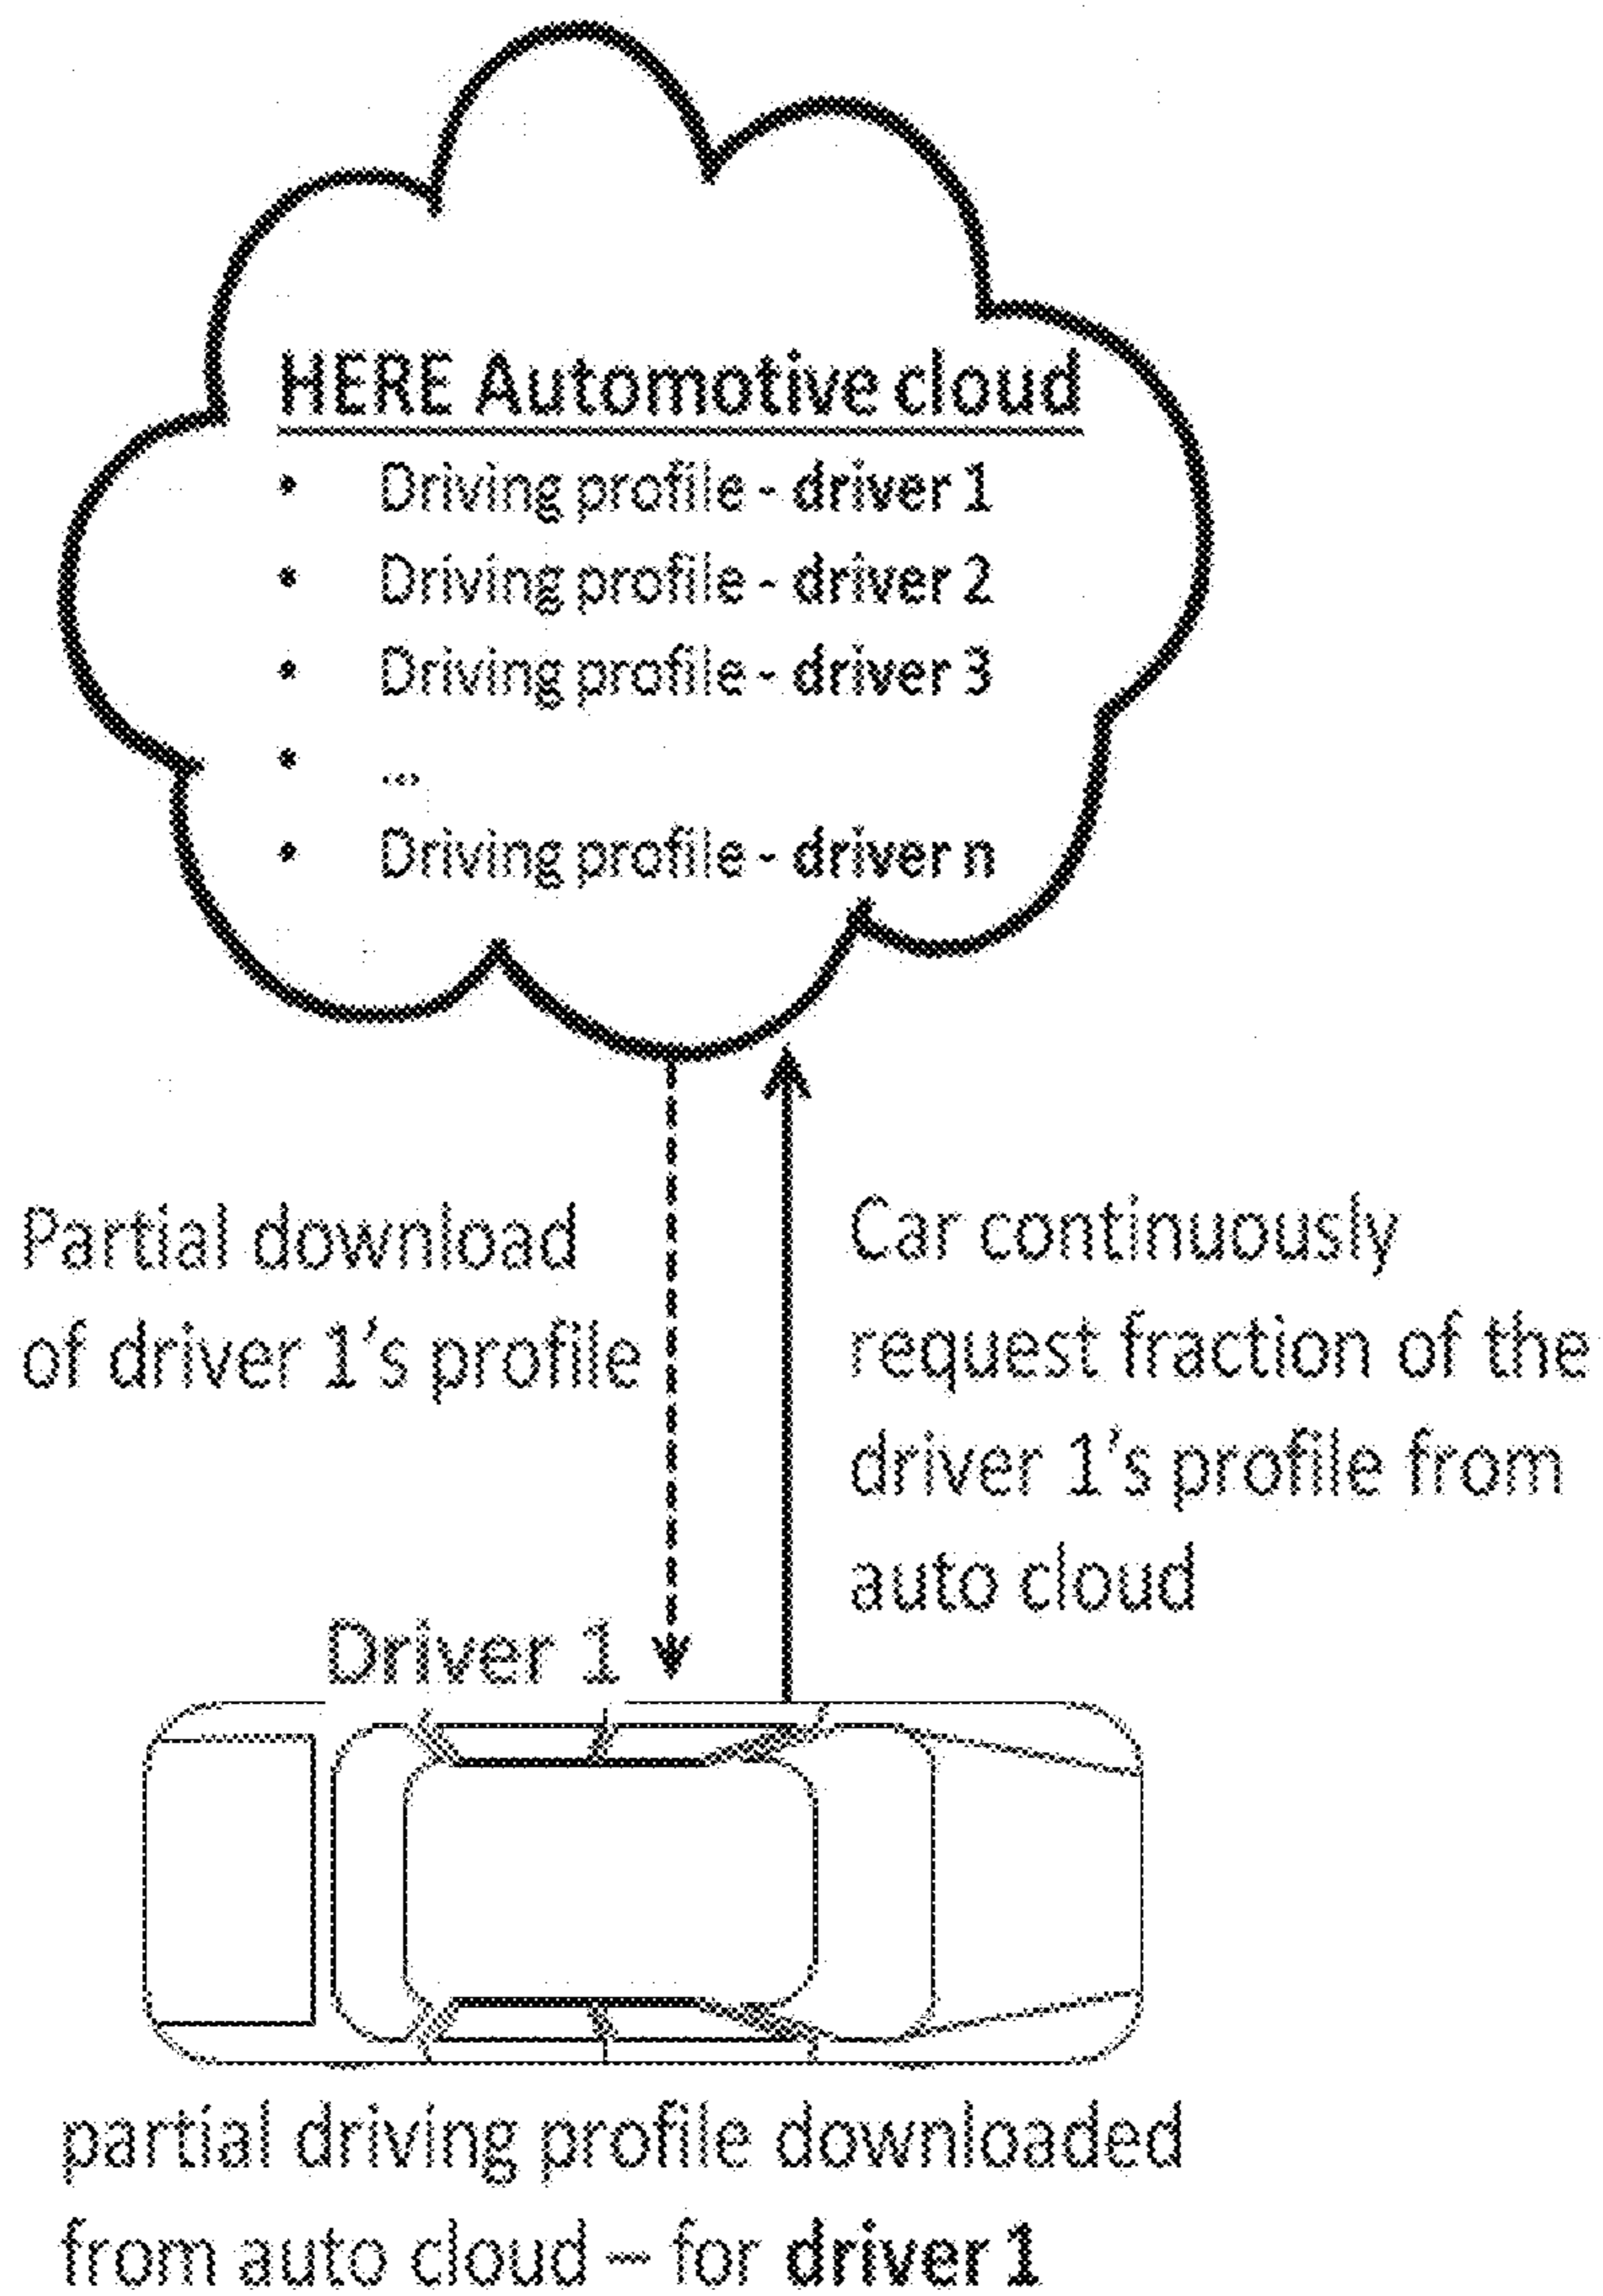 HERE Automotive cloud
• Driving profile - driver 1
• Driving profile - driver 2
• Driving profile - driver 3
• ...
• Driving profile - driver n
Partial download
of driver 1's profile
Car continuously
request fraction of the
driver 1's profile from
auto cloud
Driver 1
partial driving profile downloaded
from auto cloud – for driver 1